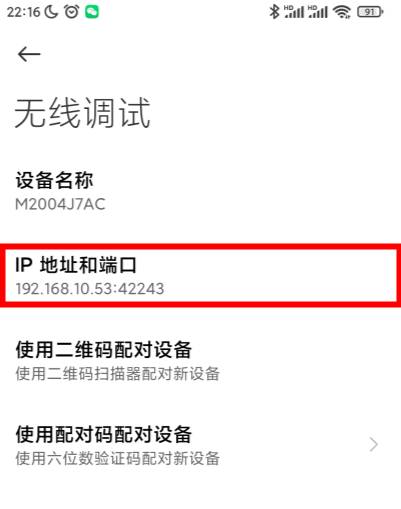 22:16
HD HD 91
无线调试
设备名称
M2004J7AC
IP 地址和端口
192.168.10.53:42243
使用二维码配对设备
使用二维码扫描器配对新设备
使用配对码配对设备
使用六位数验证码配对新设备